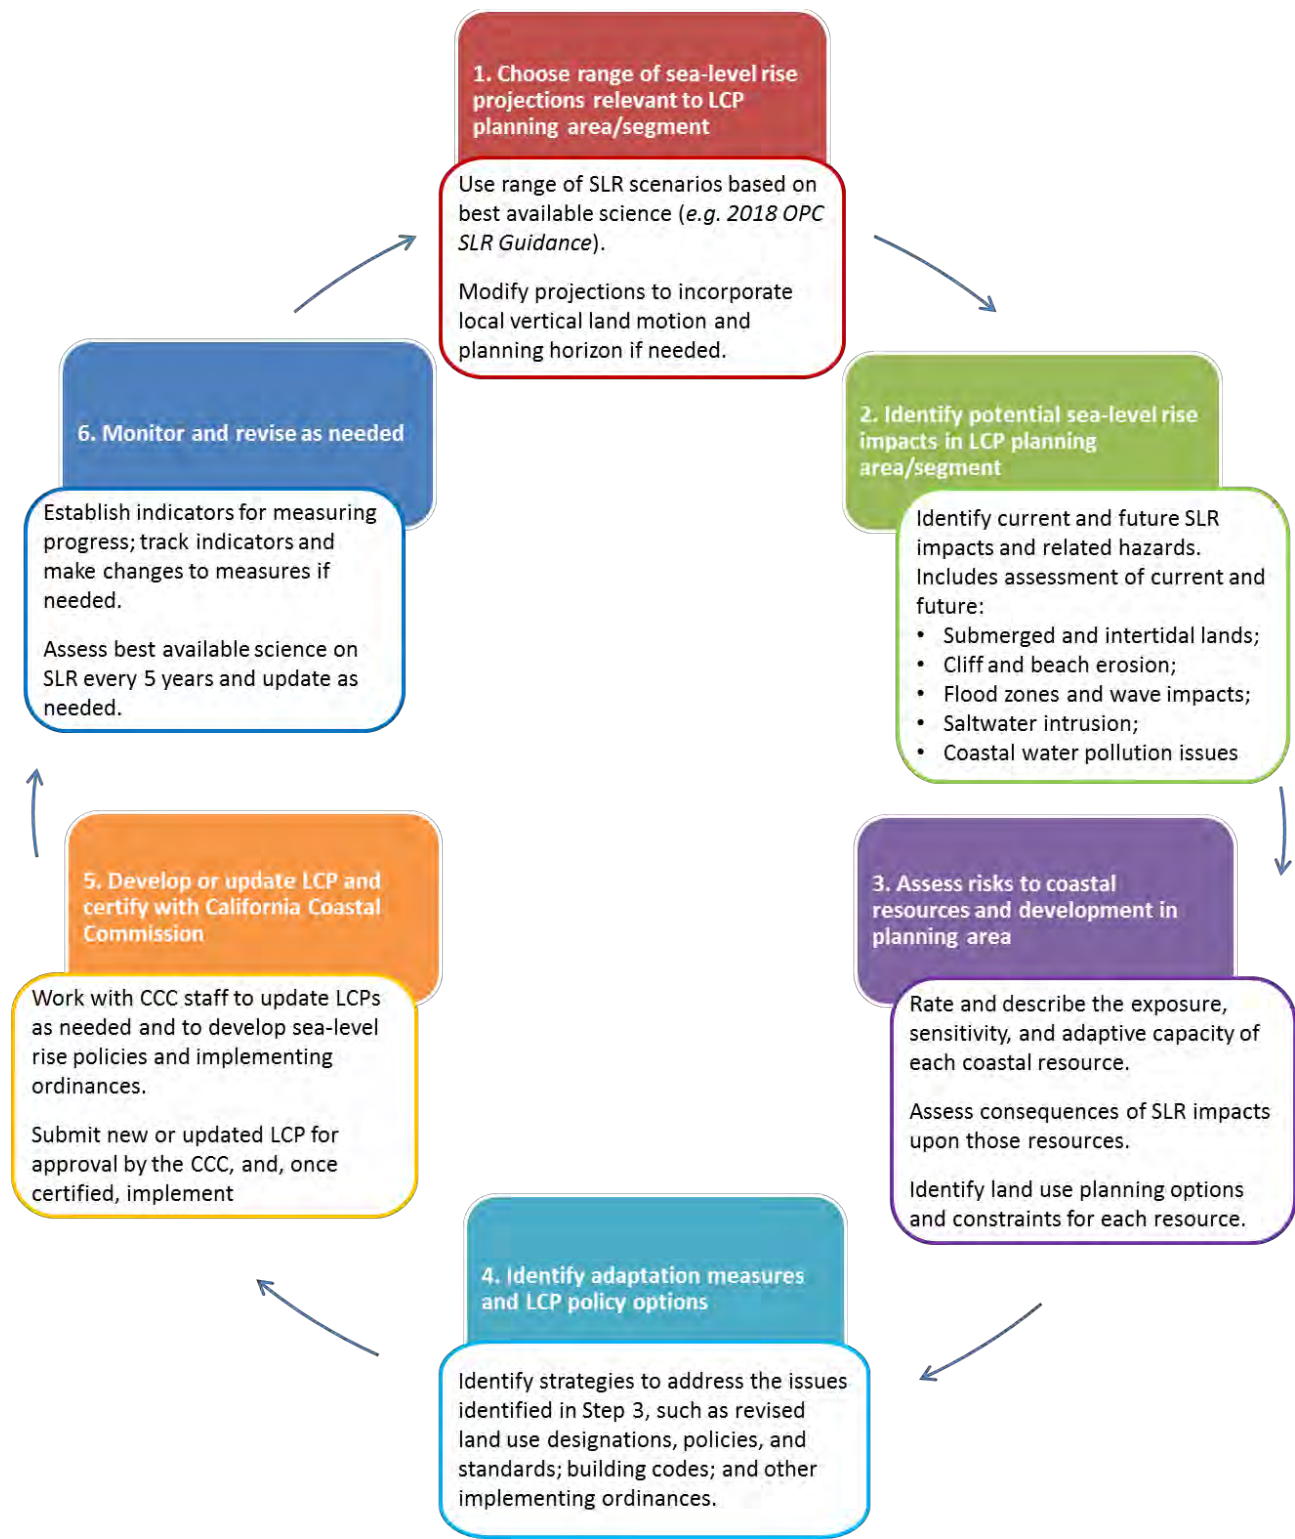 1. Choose range of sea-level rise
projections relevant to LCP
planning area/segment
Use range of SLR scenarios based on
best available science (e.g. 2018 OPC
SLR Guidance).
Modify projections to incorporate
local vertical land motion and
planning horizon if needed.
2. Identify potential sea-level rise
impacts in LCP planning
area/segment
Identify current and future SLR
impacts and related hazards.
Includes assessment of current and
future:
• Submerged and intertidal lands;
• Cliff and beach erosion;
• Flood zones and wave impacts;
• Saltwater intrusion;
• Coastal water pollution issues
3. Assess risks to coastal
resources and development in
planning area
Rate and describe the exposure,
sensitivity, and adaptive capacity of
each coastal resource.
Assess consequences of SLR impacts
upon those resources.
Identify land use planning options
and constraints for each resource.
4. Identify adaptation measures
and LCP policy options
Identify strategies to address the issues
identified in Step 3, such as revised
land use designations, policies, and
standards; building codes; and other
implementing ordinances.
5. Develop or update LCP and
certify with California Coastal
Commission
Work with CCC staff to update LCPs
as needed and to develop sea-level
rise policies and implementing
ordinances.
Submit new or updated LCP for
approval by the CCC, and, once
certified, implement
6. Monitor and revise as needed
Establish indicators for measuring
progress; track indicators and
make changes to measures if
needed.
Assess best available science on
SLR every 5 years and update as
needed.